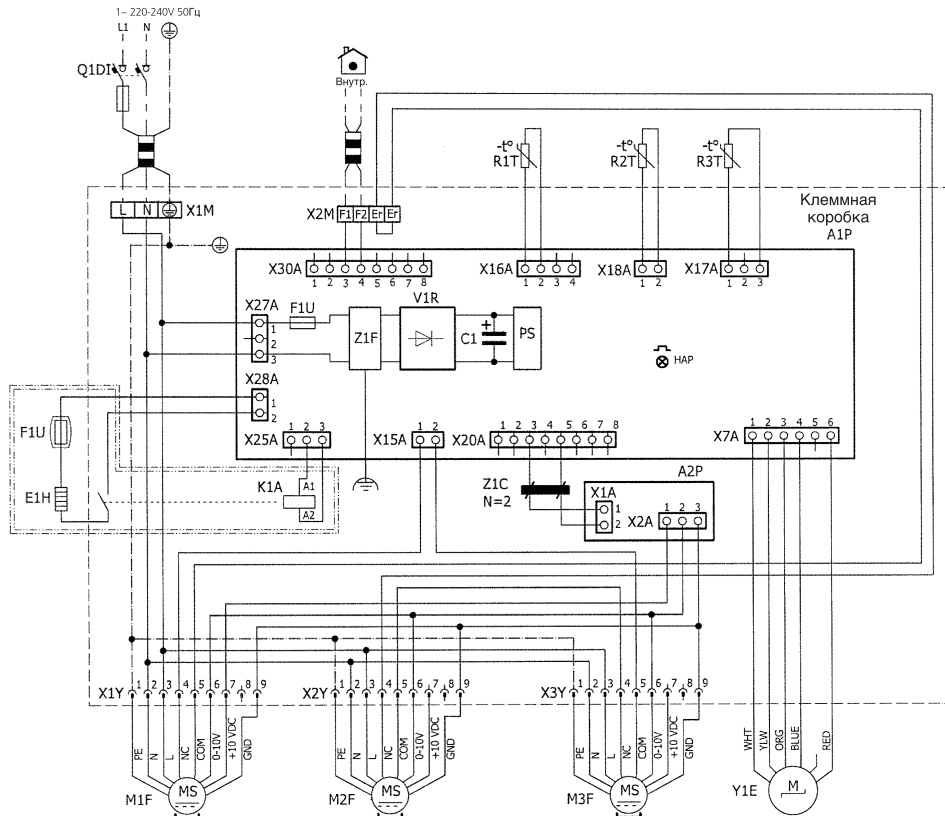 1~ 220-240V 50Гц
L1 N
Q1DI
Внутр.
-t° R1T
-t° R2T
-t° R3T
L N X1M
X2M F1 F2 Er Er
Клеммная
коробка
A1P
X30A 1 2 3 4 5 6 7 8
X16A 1 2 3 4
X18A 1 2
X17A 1 2 3
X27A 1 2 3
F1U
Z1F
V1R
C1 +
PS
HAP
X28A 1 2
X25A 1 2 3
X15A 1 2
X20A 1 2 3 4 5 6 7 8
X7A 1 2 3 4 5 6
F1U
E1H
K1A A1 A2
Z1C
N=2
A2P
X1A 1 2
X2A 1 2 3
X1Y 1 2 3 4 5 6 7 8 9
X2Y 1 2 3 4 5 6 7 8 9
X3Y 1 2 3 4 5 6 7 8 9
PE N L NC COM 0-10V +10 VDC GND
PE N L NC COM 0-10V +10 VDC GND
PE N L NC COM 0-10V +10 VDC GND
WHT YLW ORG BLUE RED
M1F MS
M2F MS
M3F MS
Y1E M